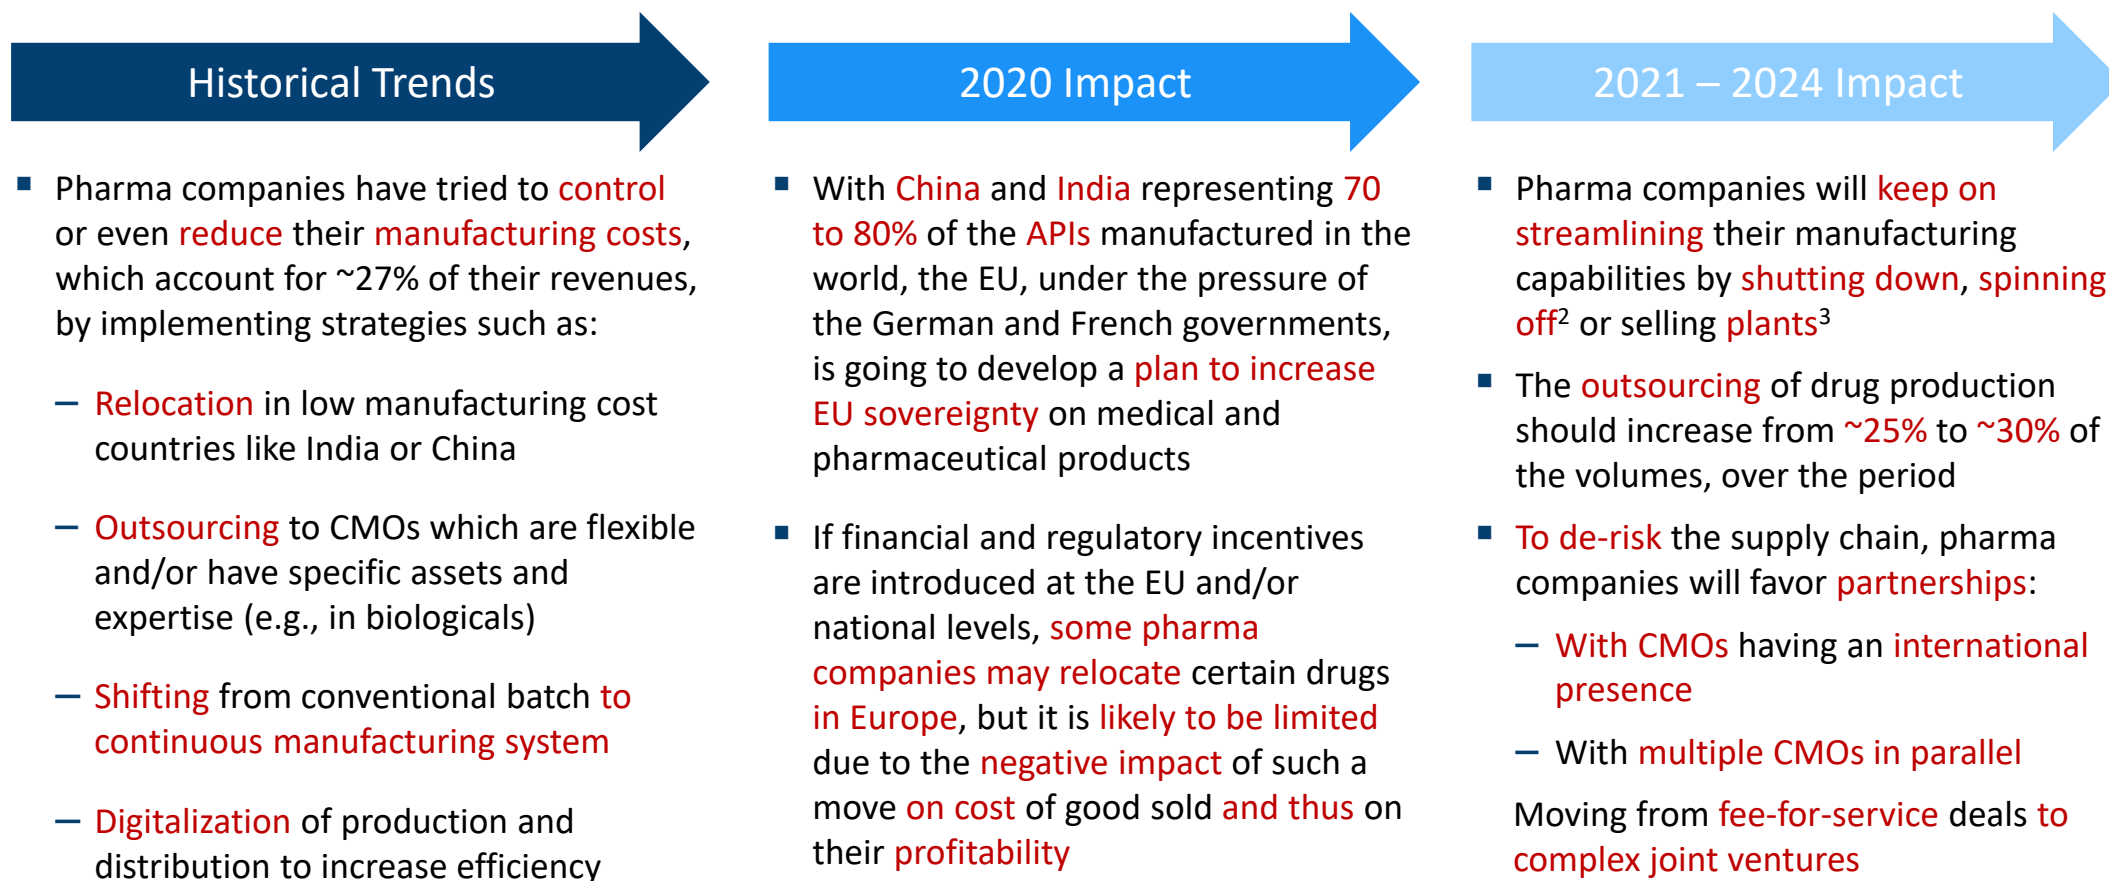 Historical Trends
▪ Pharma companies have tried to control
or even reduce their manufacturing costs,
which account for ~27% of their revenues,
by implementing strategies such as:
– Relocation in low manufacturing cost
countries like India or China
– Outsourcing to CMOs which are flexible
and/or have specific assets and
expertise (e.g., in biologicals)
– Shifting from conventional batch to
continuous manufacturing system
– Digitalization of production and
distribution to increase efficiency
2020 Impact
▪ With China and India representing 70
to 80% of the APIs manufactured in the
world, the EU, under the pressure of
the German and French governments,
is going to develop a plan to increase
EU sovereignty on medical and
pharmaceutical products
▪ If financial and regulatory incentives
are introduced at the EU and/or
national levels, some pharma
companies may relocate certain drugs
in Europe, but it is likely to be limited
due to the negative impact of such a
move on cost of good sold and thus on
their profitability
2021 – 2024 Impact
▪ Pharma companies will keep on
streamlining their manufacturing
capabilities by shutting down, spinning
off² or selling plants³
▪ The outsourcing of drug production
should increase from ~25% to ~30% of
the volumes, over the period
▪ To de-risk the supply chain, pharma
companies will favor partnerships:
– With CMOs having an international
presence
– With multiple CMOs in parallel
Moving from fee-for-service deals to
complex joint ventures